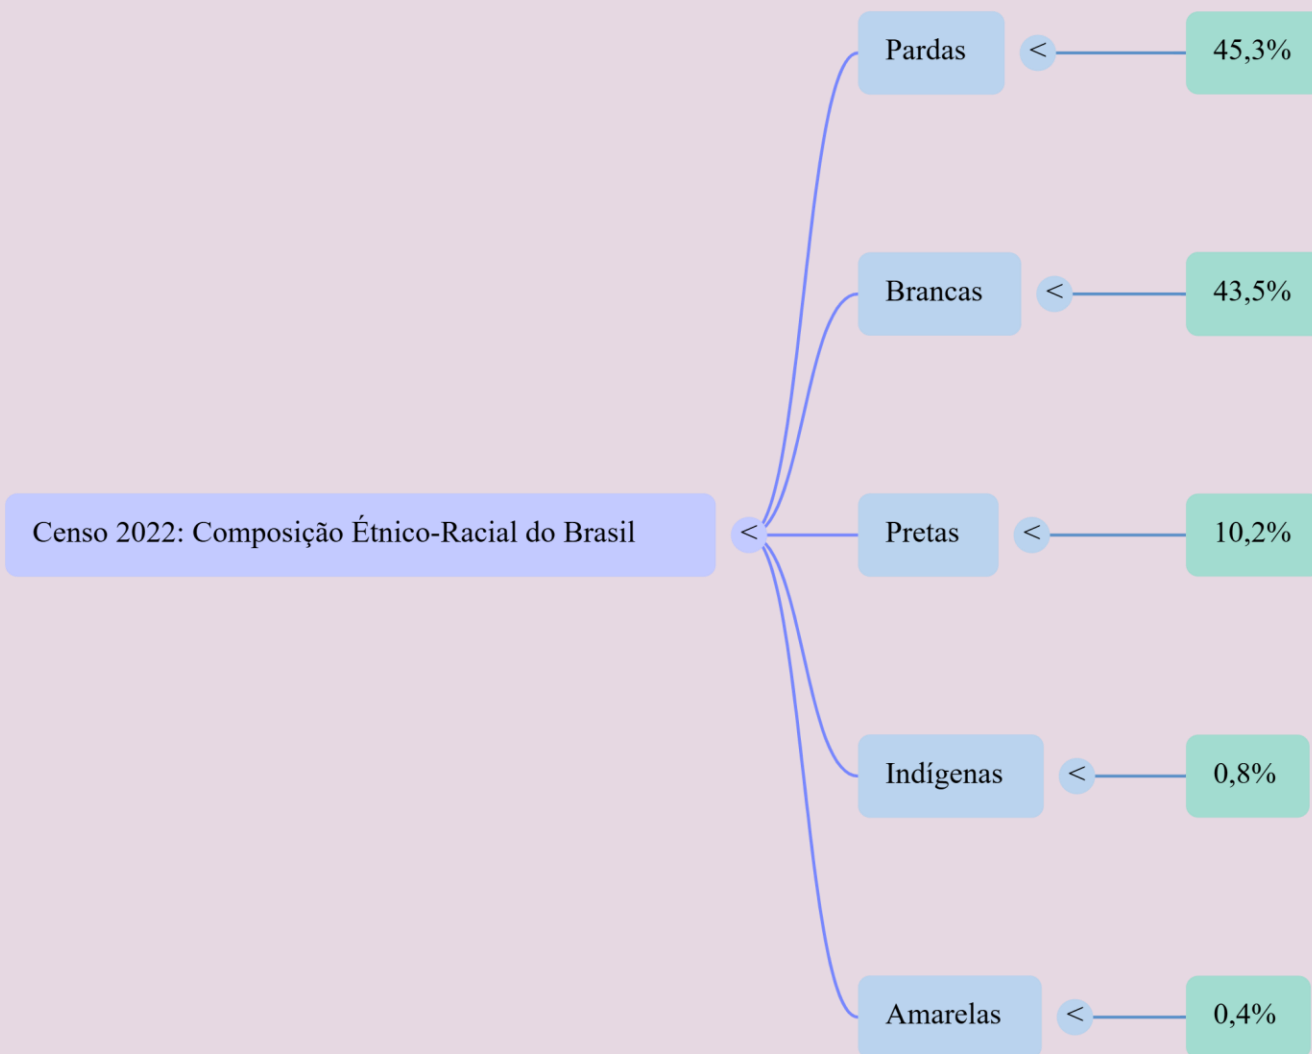 Pardas < 45,3%
Brancas < 43,5%
Censo 2022: Composição Étnico-Racial do Brasil < Pretas < 10,2%
Indígenas < 0,8%
Amarelas < 0,4%